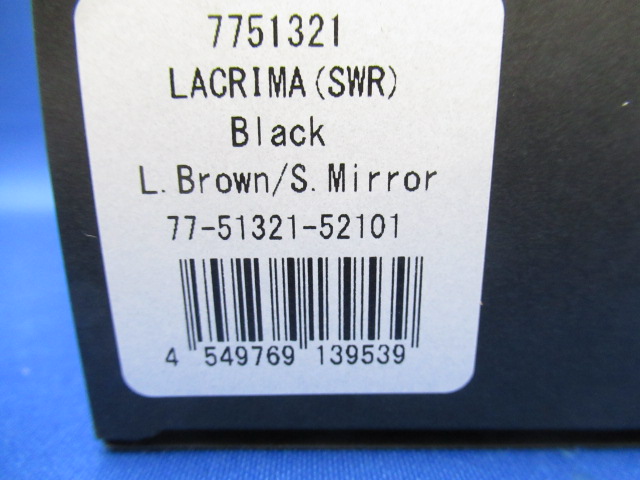 7751321
LACRIMA(SWR)
Black
L.Brown/S.Mirror
77-51321-52101
4 549769 139539